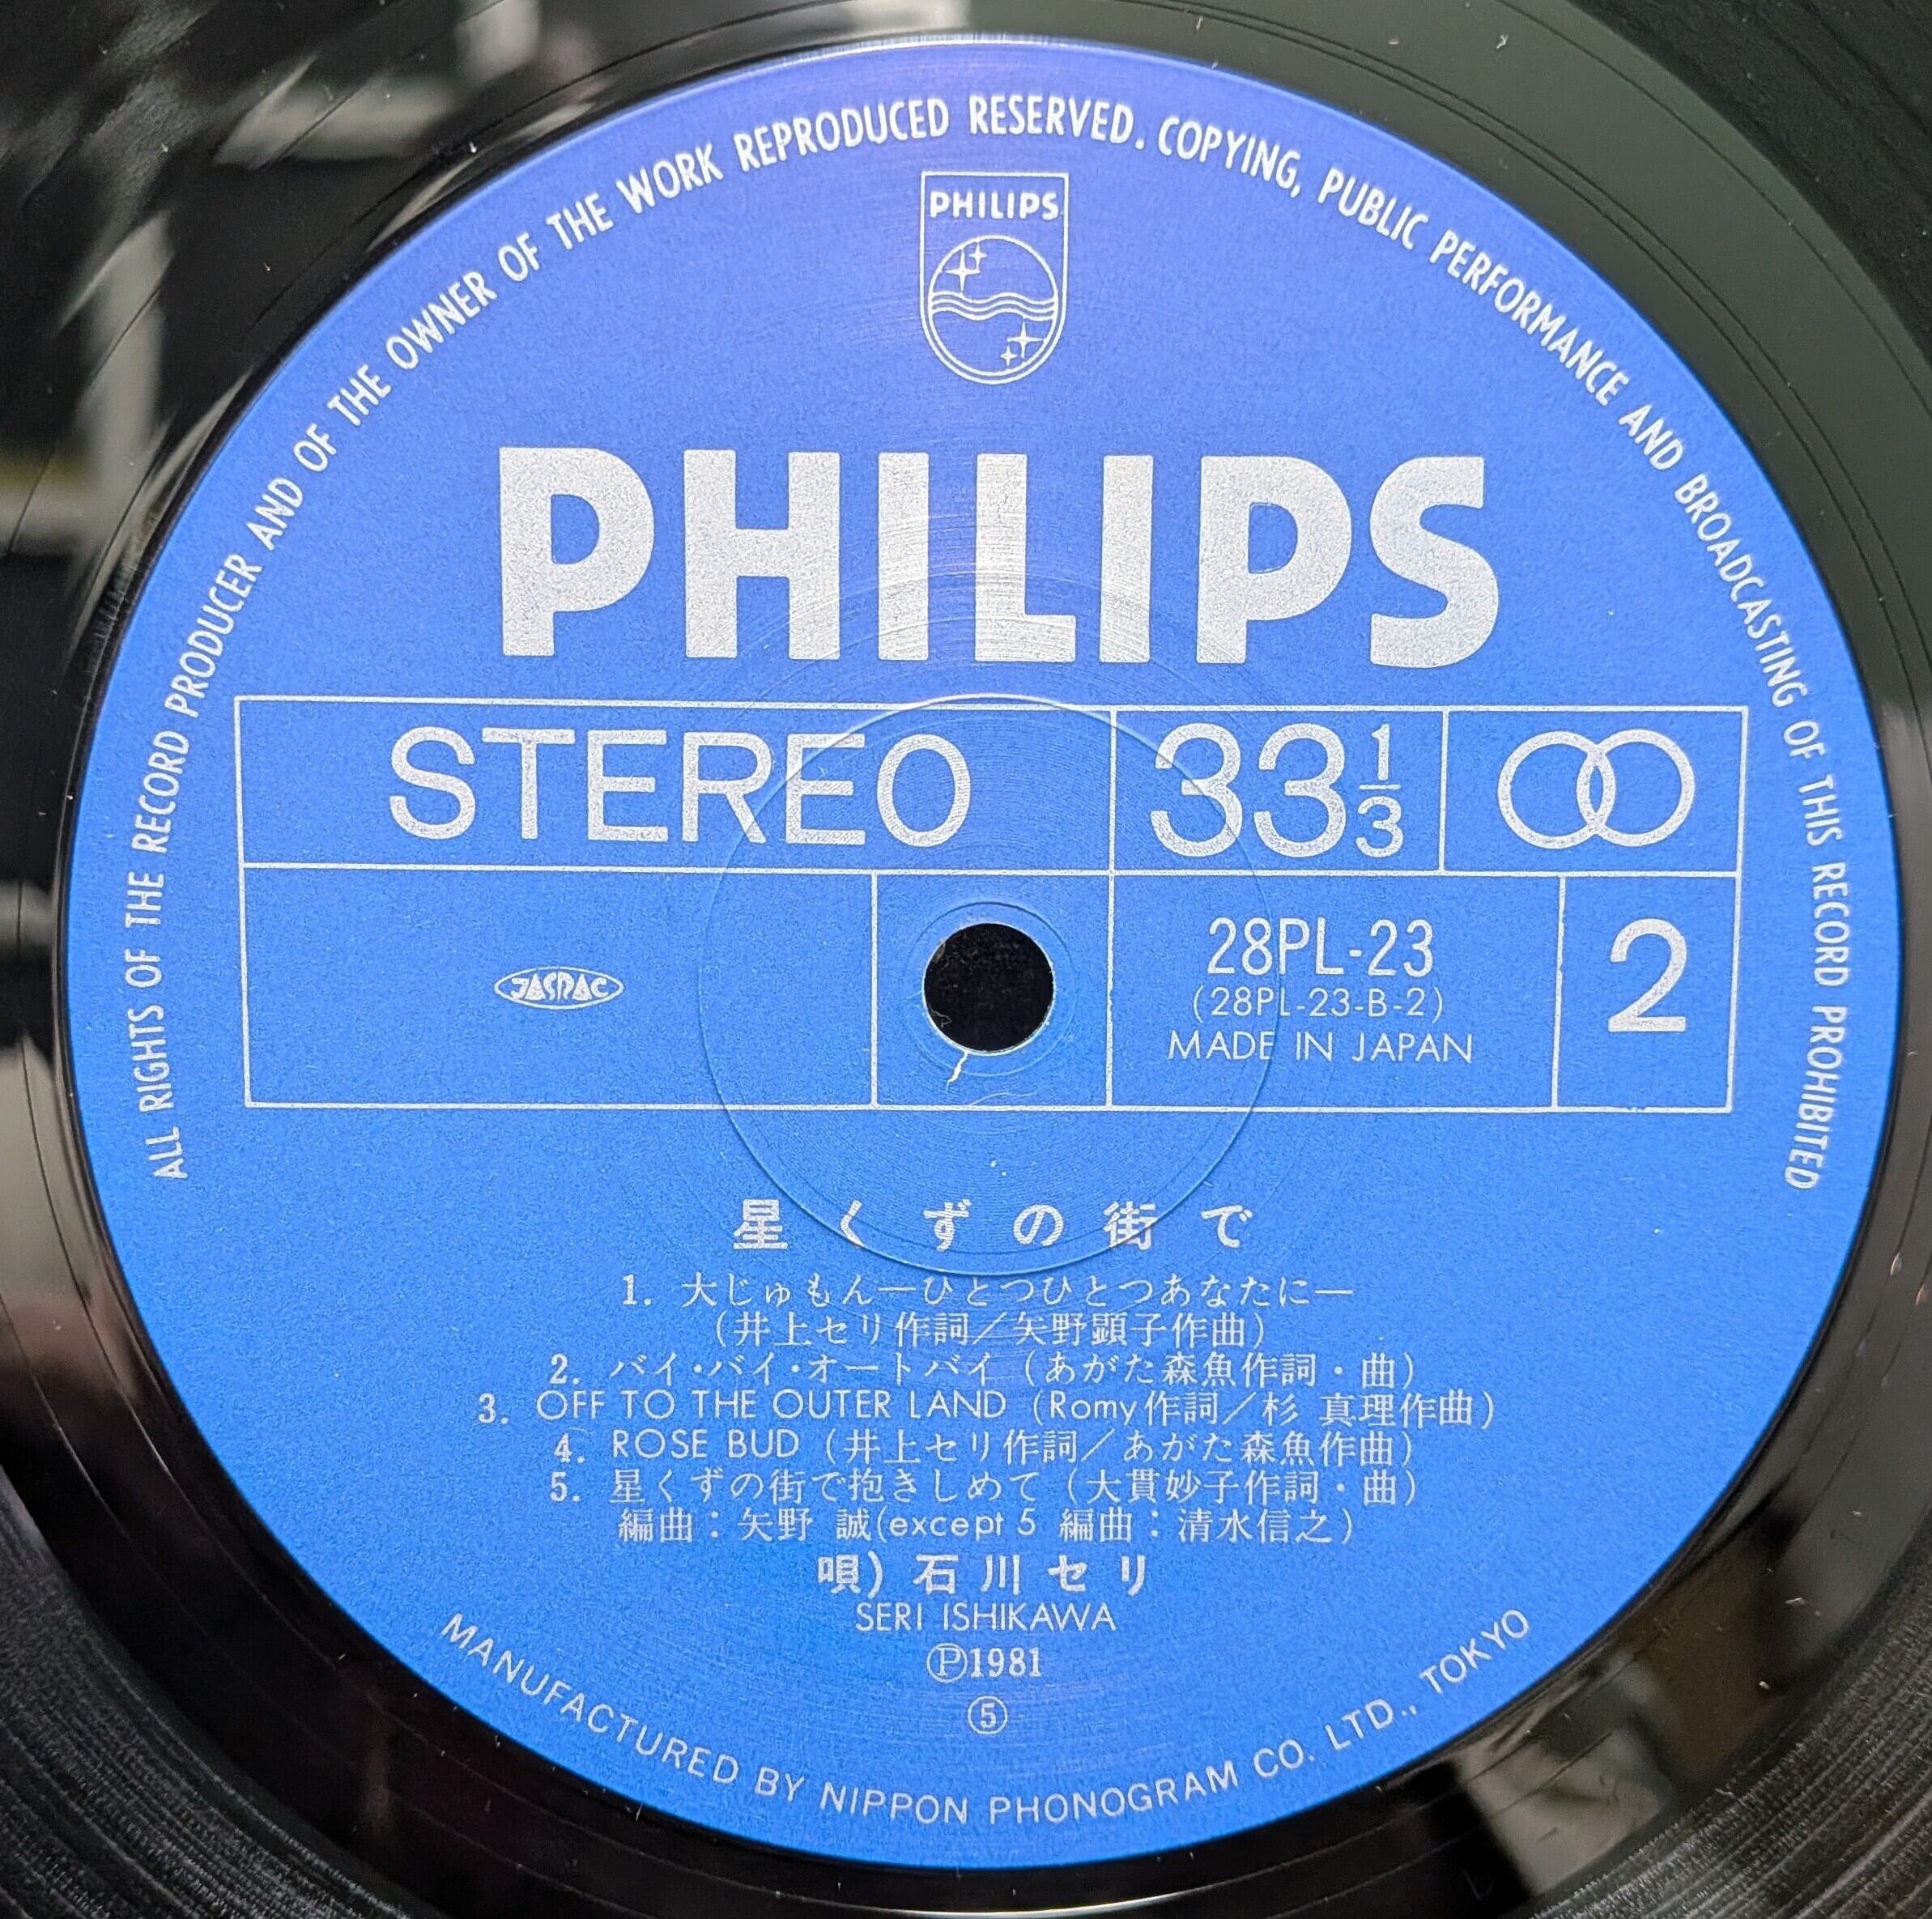 ALL RIGHTS OF THE RECORD PRODUCER AND OF THE OWNER OF THE WORK REPRODUCED RESERVED. COPYING, PUBLIC PERFORMANCE AND BROADCASTING OF THIS RECORD PROHIBITED
PHILIPS
PHILIPS
STEREO
33 1/3
JASRAC
28PL-23
(28PL-23-B-2)
MADE IN JAPAN
2
星くずの街で
1. 大じゅもん―ひとつひとつあなたに―
(井上セリ作詞／矢野顕子作曲)
2. バイ・バイ・オートバイ (あがた森魚作詞・曲)
3. OFF TO THE OUTER LAND (Romy作詞／杉 真理作曲)
4. ROSE BUD (井上セリ作詞／あがた森魚作曲)
5. 星くずの街で抱きしめて (大貫妙子作詞・曲)
編曲：矢野 誠(except 5 編曲：清水信之)
唄) 石川セリ
SERI ISHIKAWA
Ⓟ1981
⑤
MANUFACTURED BY NIPPON PHONOGRAM CO. LTD., TOKYO